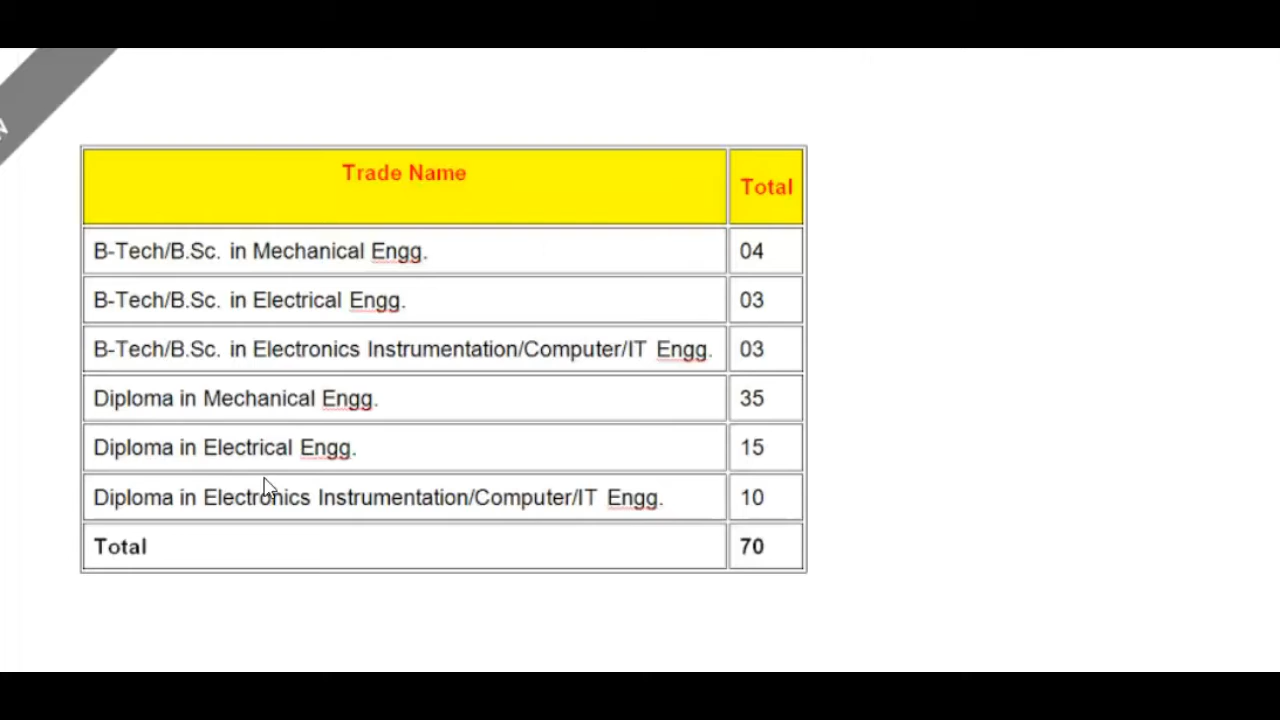 Trade Name Total
B-Tech/B.Sc. in Mechanical Engg. 04
B-Tech/B.Sc. in Electrical Engg. 03
B-Tech/B.Sc. in Electronics Instrumentation/Computer/IT Engg. 03
Diploma in Mechanical Engg. 35
Diploma in Electrical Engg. 15
Diploma in Electronics Instrumentation/Computer/IT Engg. 10
Total 70